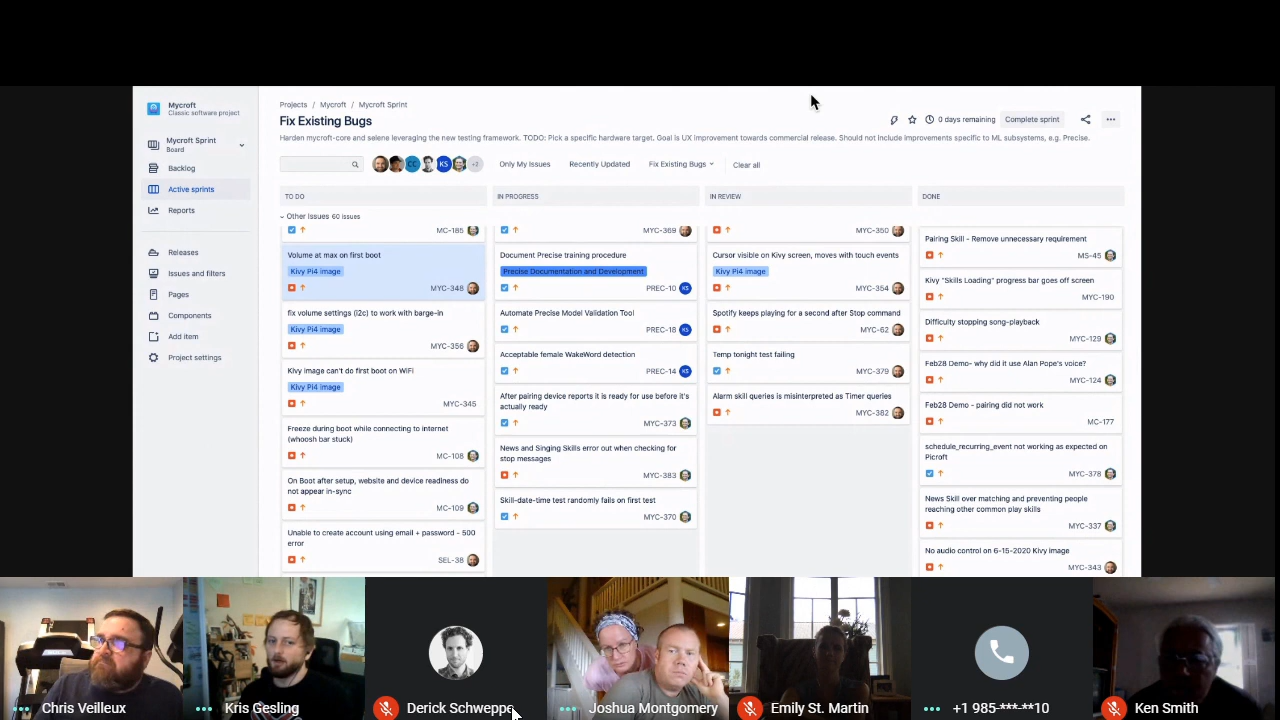 Mycroft
Classic software project
Mycroft Sprint
Board
Backlog
Active sprints
Reports
Releases
Issues and filters
Pages
Components
Add item
Project settings
Projects / Mycroft / Mycroft Sprint
Fix Existing Bugs
0 days remaining
Complete sprint
Harden mycroft-core and selene leveraging the new testing framework. TODO: Pick a specific hardware target. Goal is UX improvement towards commercial release. Should not include improvements specific to ML subsystems, e.g. Precise.
CC
KS
+2
Only My Issues
Recently Updated
Fix Existing Bugs
Clear all
TO DO
IN PROGRESS
IN REVIEW
DONE
Other Issues 60 issues
MC-185
Volume at max on first boot
Kivy Pi4 image
MYC-348
fix volume settings (i2c) to work with barge-in
Kivy Pi4 image
MYC-356
Kivy image can't do first boot on WIFI
Kivy Pi4 image
MYC-345
Freeze during boot while connecting to internet
(whoosh bar stuck)
MC-108
On Boot after setup, website and device readiness do
not appear in-sync
MC-109
Unable to create account using email + password - 500
error
SEL-38
MYC-369
Document Precise training procedure
Precise Documentation and Development
PREC-10
KS
Automate Precise Model Validation Tool
PREC-18
KS
Acceptable female WakeWord detection
PREC-14
KS
After pairing device reports it is ready for use before it's
actually ready
MYC-373
News and Singing Skills error out when checking for
stop messages
MYC-383
Skill-date-time test randomly fails on first test
MYC-370
MYC-350
Cursor visible on Kivy screen, moves with touch events
Kivy Pi4 image
MYC-354
Spotify keeps playing for a second after Stop command
MYC-62
Temp tonight test failing
MYC-379
Alarm skill queries is misinterpreted as Timer queries
MYC-382
Pairing Skill - Remove unnecessary requirement
MS-45
Kivy "Skills Loading" progress bar goes off screen
MYC-190
Difficulty stopping song-playback
MYC-129
Feb28 Demo- why did it use Alan Pope's voice?
MYC-124
Feb28 Demo - pairing did not work
MC-177
schedule_recurring_event not working as expected on
Picroft
MYC-378
News Skill over matching and preventing people
reaching other common play skills
MYC-337
No audio control on 6-15-2020 Kivy image
MYC-343
Chris Veilleux
Kris Gesling
Derick Schweppe
Joshua Montgomery
Emily St. Martin
+1 985-***-**10
Ken Smith